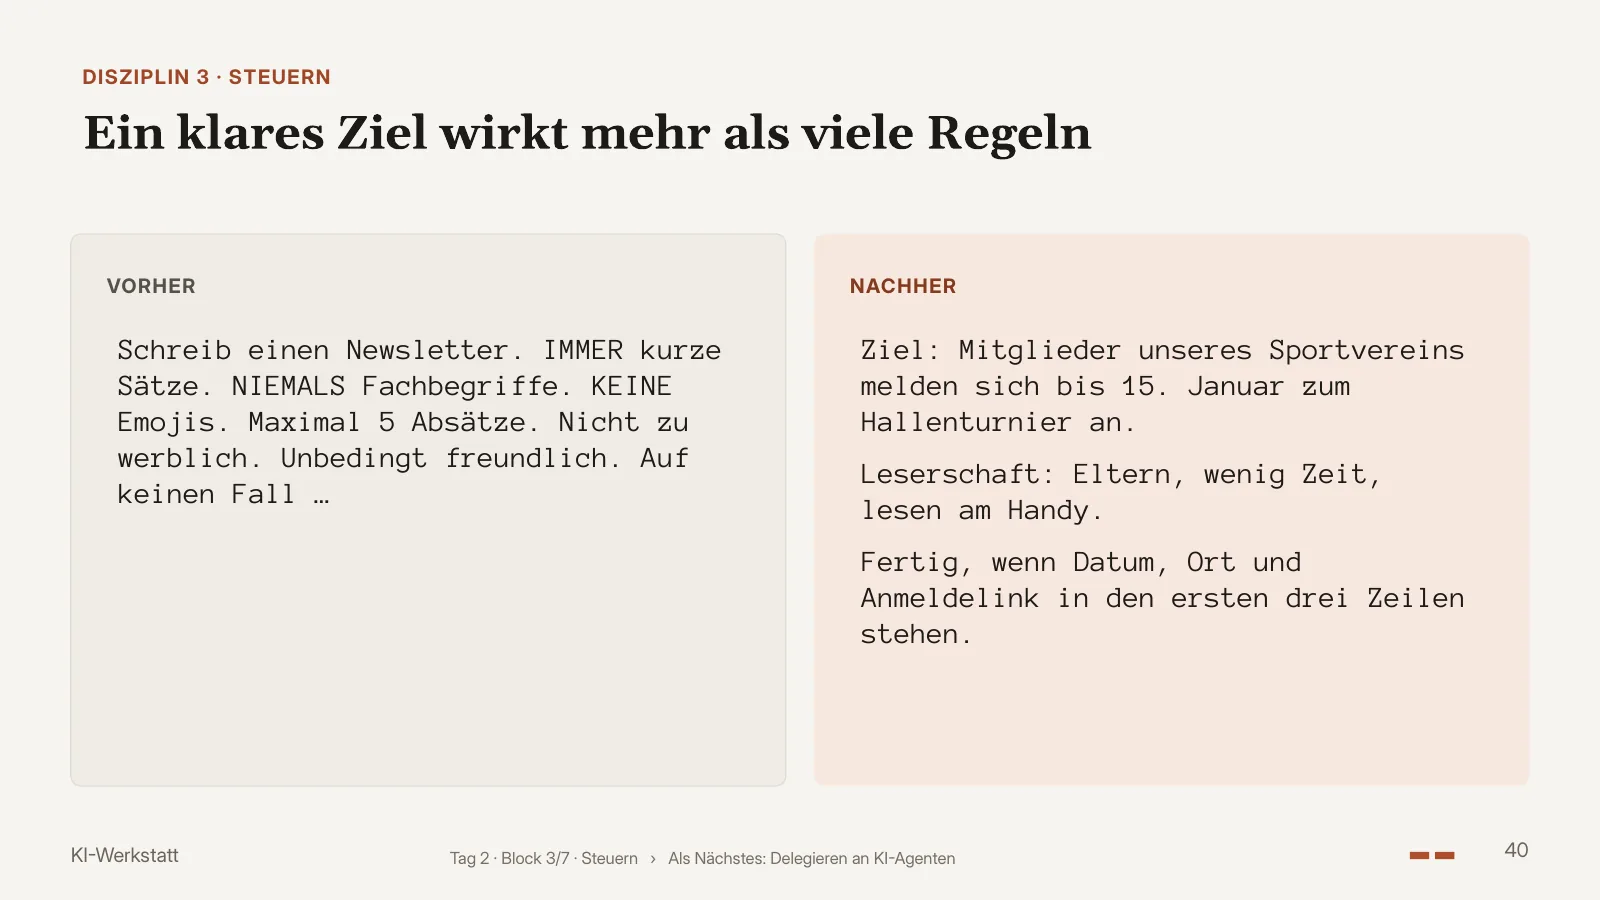 DISZIPLIN 3 · STEUERN
Ein klares Ziel wirkt mehr als viele Regeln
VORHER
Schreib einen Newsletter. IMMER kurze
Sätze. NIEMALS Fachbegriffe. KEINE
Emojis. Maximal 5 Absätze. Nicht zu
werblich. Unbedingt freundlich. Auf
keinen Fall …
NACHHER
Ziel: Mitglieder unseres Sportvereins
melden sich bis 15. Januar zum
Hallenturnier an.
Leserschaft: Eltern, wenig Zeit,
lesen am Handy.
Fertig, wenn Datum, Ort und
Anmeldelink in den ersten drei Zeilen
stehen.
KI-Werkstatt
Tag 2 · Block 3/7 · Steuern › Als Nächstes: Delegieren an KI-Agenten
40